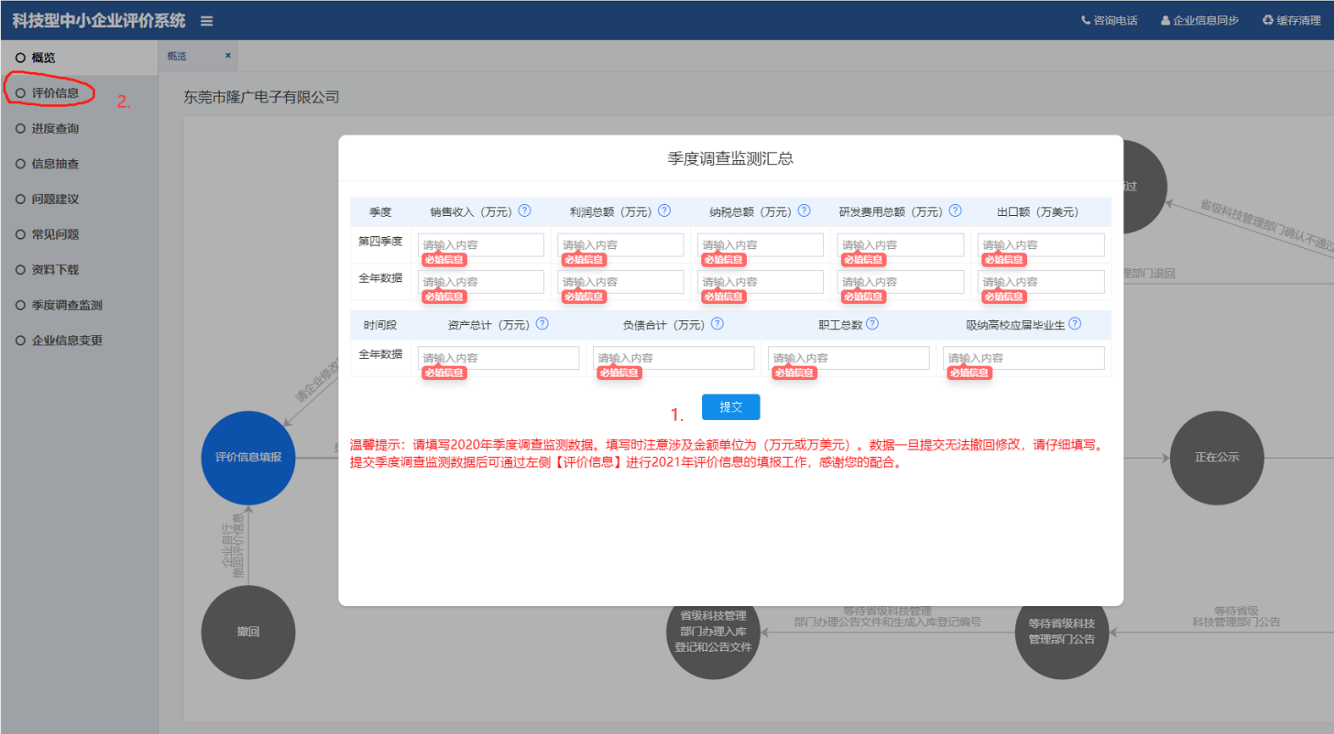 科技型中小企业评价系统
咨询电话 企业信息同步 缓存清理
概览
评价信息
2.
进度查询
信息抽查
问题建议
常见问题
资料下载
季度调查监测
企业信息变更
概览 ×
东莞市隆广电子有限公司
季度调查监测汇总
季度 销售收入（万元）? 利润总额（万元）? 纳税总额（万元）? 研发费用总额（万元）? 出口额（万美元）
第四季度 请输入内容 请输入内容 请输入内容 请输入内容 请输入内容
必填信息 必填信息 必填信息 必填信息 必填信息
全年数据 请输入内容 请输入内容 请输入内容 请输入内容 请输入内容
必填信息 必填信息 必填信息 必填信息 必填信息
时间段 资产总计（万元）? 负债合计（万元）? 职工总数? 吸纳高校应届毕业生?
全年数据 请输入内容 请输入内容 请输入内容 请输入内容
必填信息 必填信息 必填信息 必填信息
1.
提交
温馨提示：请填写2020年季度调查监测数据。填写时注意涉及金额单位为（万元或万美元）。数据一旦提交无法撤回修改，请仔细填写。
提交季度调查监测数据后可通过左侧【评价信息】进行2021年评价信息的填报工作，感谢您的配合。
过
省级科技管理部门确认不通过
理部门退回
请企业修改
评价信息填报
正在公示
企业自行
撤回评价信息
撤回
省级科技管理
部门办理入库
登记和公告文件
等待省级科技管理
部门办理公告文件和生成入库登记编号
等待省级科技
管理部门公告
等待省级
科技管理部门公告